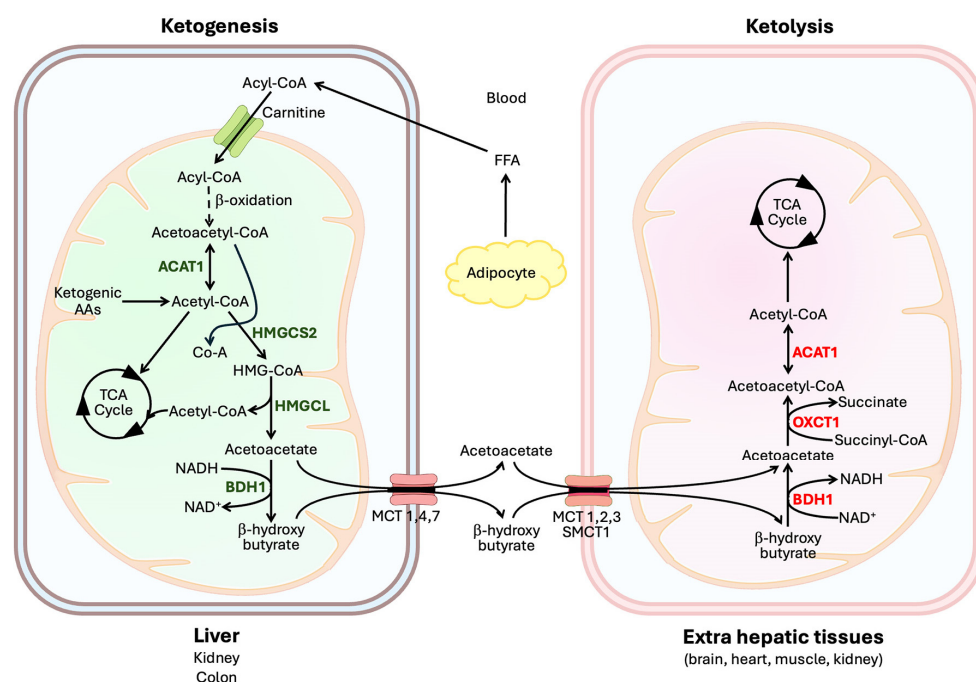 Ketogenesis
Ketolysis
Acyl-CoA
Blood
Carnitine
FFA
Acyl-CoA
β-oxidation
Acetoacetyl-CoA
ACAT1
Adipocyte
Ketogenic
AAs
Acetyl-CoA
HMGCS2
Co-A
HMG-CoA
TCA
Cycle
Acetyl-CoA
HMGCL
Acetoacetate
NADH
BDH1
NAD⁺
β-hydroxy
butyrate
MCT 1,4,7
Acetoacetate
β-hydroxy
butyrate
MCT 1,2,3
SMCT1
TCA
Cycle
Acetyl-CoA
ACAT1
Acetoacetyl-CoA
Succinate
OXCT1
Succinyl-CoA
Acetoacetate
NADH
BDH1
NAD⁺
β-hydroxy
butyrate
Liver
Kidney
Colon
Extra hepatic tissues
(brain, heart, muscle, kidney)